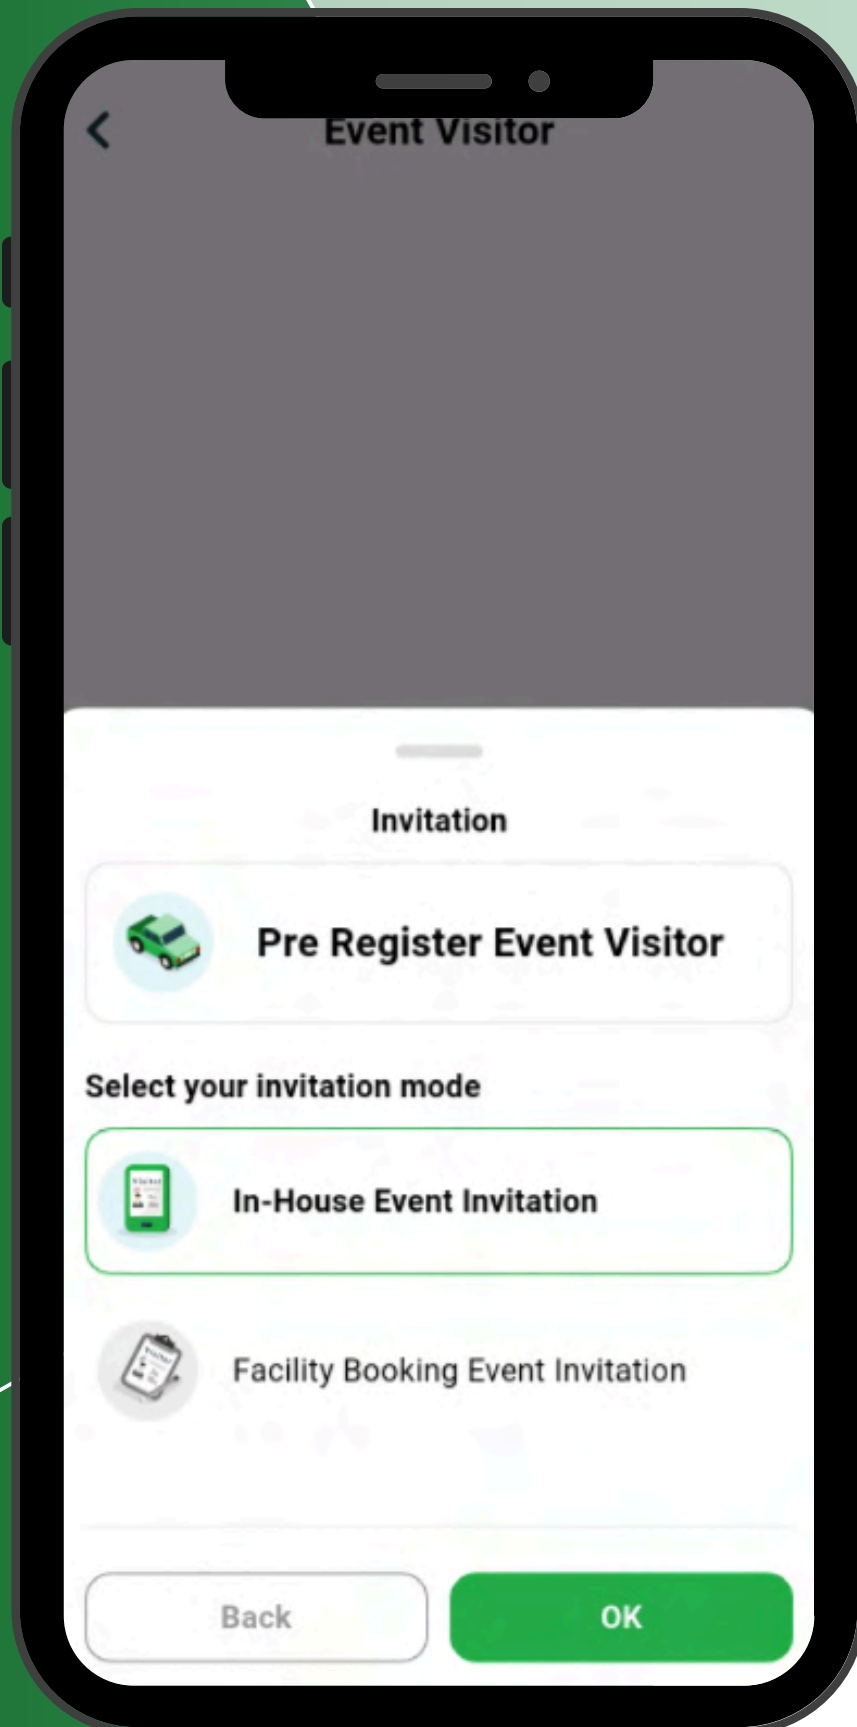 Event Visitor
Invitation
Pre Register Event Visitor
Select your invitation mode
In-House Event Invitation
Facility Booking Event Invitation
Back
OK